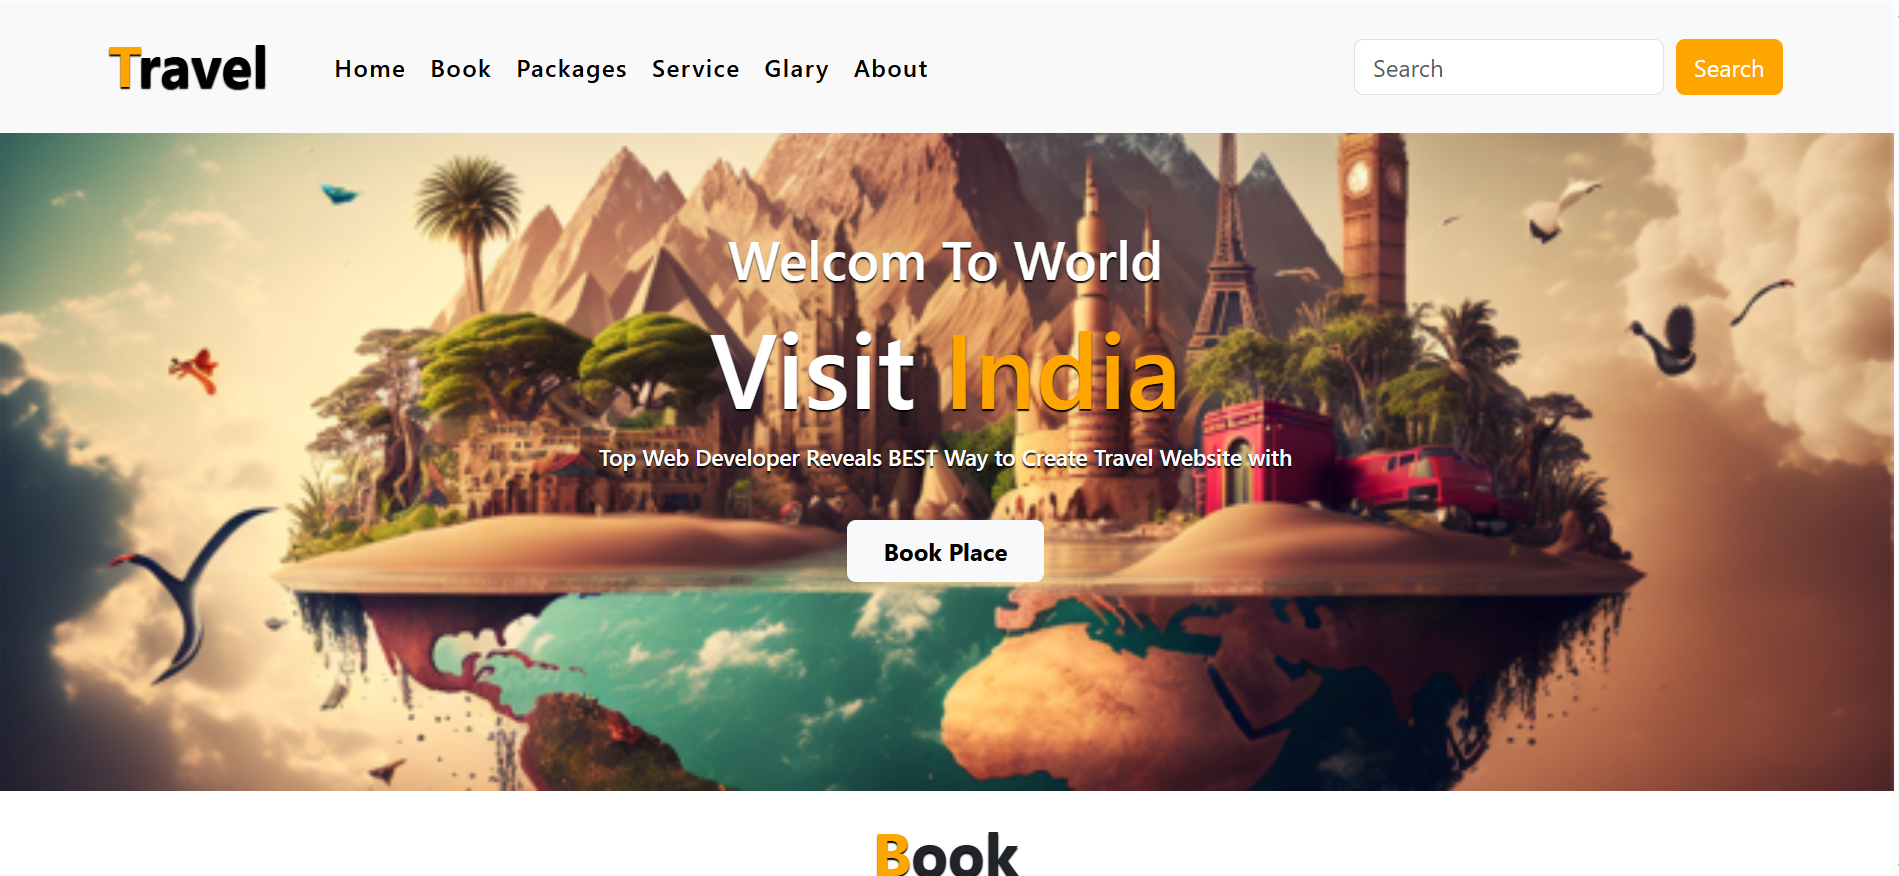 Travel
Home Book Packages Service Glary About
Search
Search
Welcom To World
Visit India
Top Web Developer Reveals BEST Way to Create Travel Website with
Book Place
Book